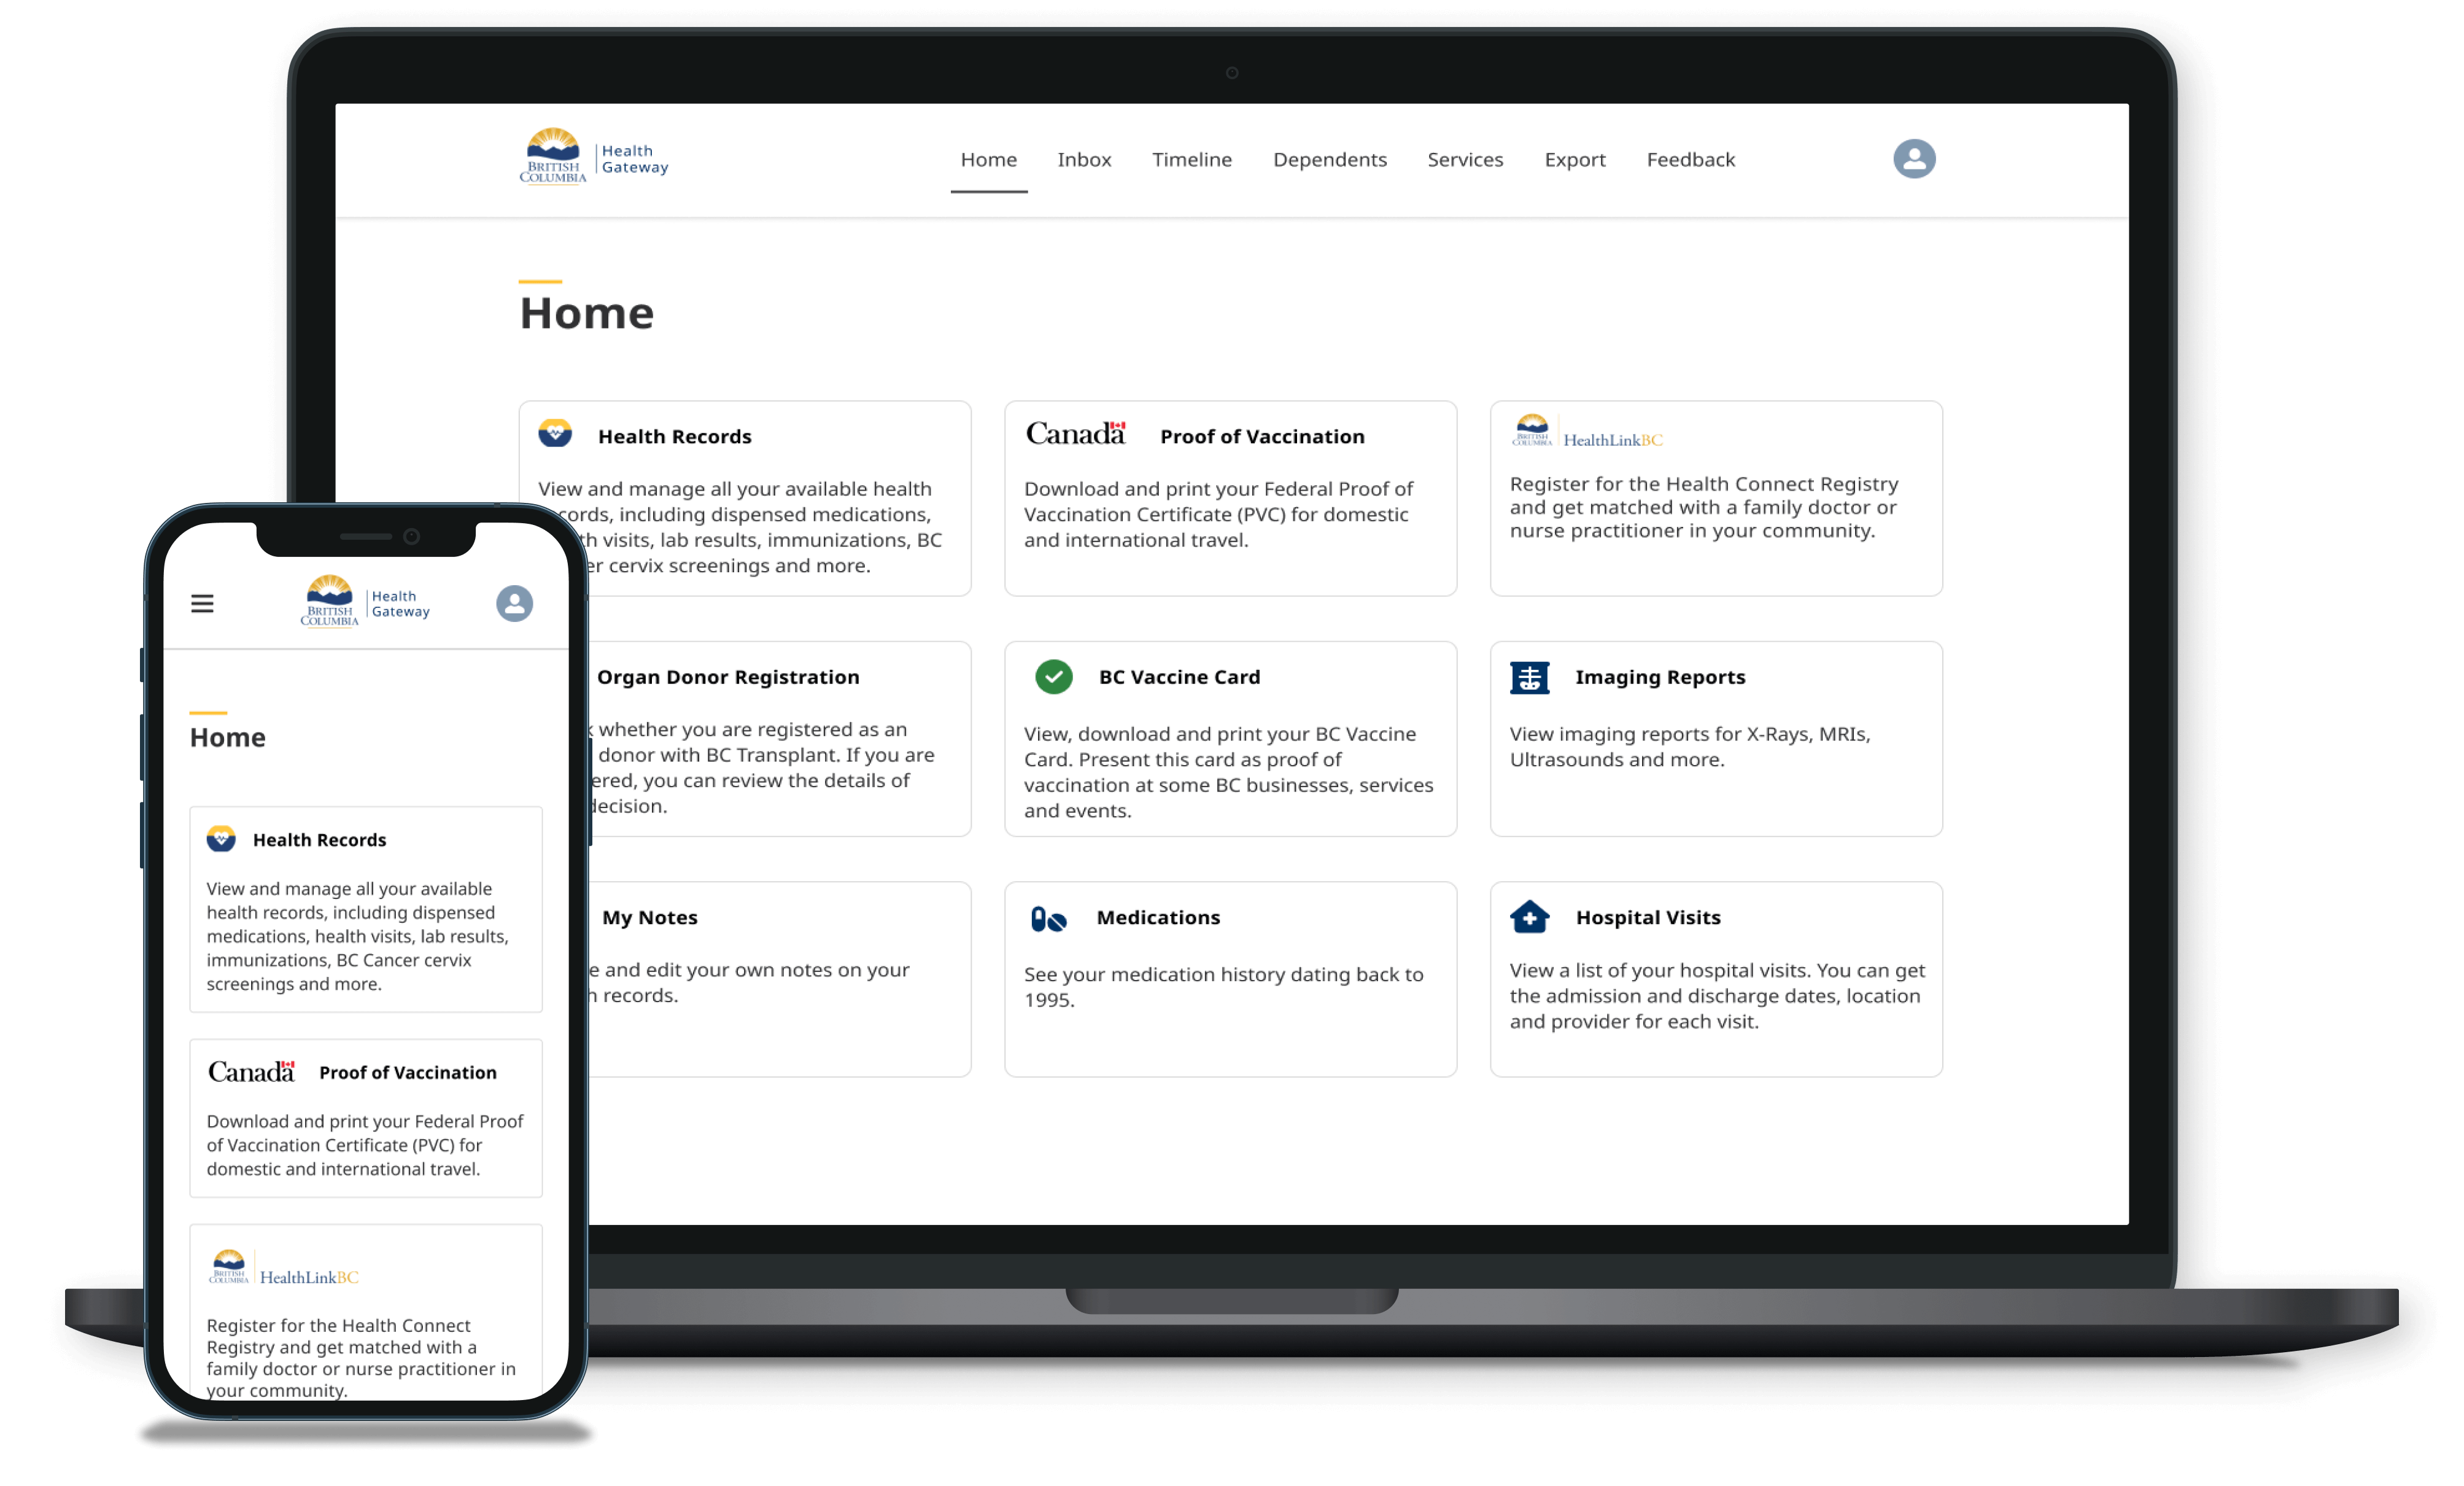 BRITISH
COLUMBIA
Health
Gateway
Home Inbox Timeline Dependents Services Export Feedback
Home
Health Records
View and manage all your available health
cords, including dispensed medications,
th visits, lab results, immunizations, BC
er cervix screenings and more.
Canada Proof of Vaccination
Download and print your Federal Proof of
Vaccination Certificate (PVC) for domestic
and international travel.
BRITISH
COLUMBIA
HealthLinkBC
Register for the Health Connect Registry
and get matched with a family doctor or
nurse practitioner in your community.
Organ Donor Registration
whether you are registered as an
donor with BC Transplant. If you are
ered, you can review the details of
decision.
BC Vaccine Card
View, download and print your BC Vaccine
Card. Present this card as proof of
vaccination at some BC businesses, services
and events.
Imaging Reports
View imaging reports for X-Rays, MRIs,
Ultrasounds and more.
My Notes
e and edit your own notes on your
h records.
Medications
See your medication history dating back to
1995.
Hospital Visits
View a list of your hospital visits. You can get
the admission and discharge dates, location
and provider for each visit.
BRITISH
COLUMBIA
Health
Gateway
Home
Health Records
View and manage all your available
health records, including dispensed
medications, health visits, lab results,
immunizations, BC Cancer cervix
screenings and more.
Canada Proof of Vaccination
Download and print your Federal Proof
of Vaccination Certificate (PVC) for
domestic and international travel.
BRITISH
COLUMBIA
HealthLinkBC
Register for the Health Connect
Registry and get matched with a
family doctor or nurse practitioner in
your community.